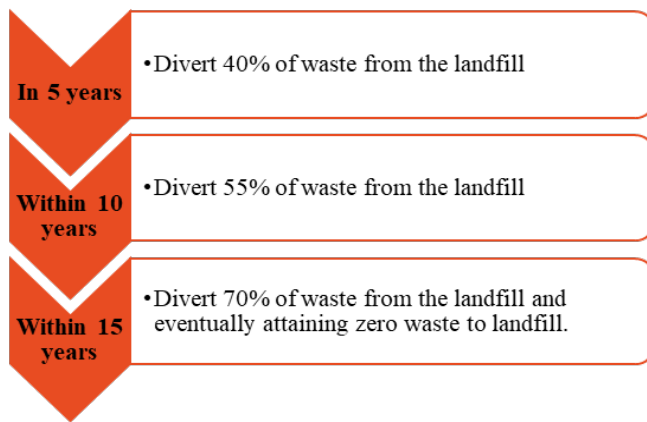 In 5 years
•Divert 40% of waste from the landfill
Within 10
years
•Divert 55% of waste from the landfill
Within 15
years
•Divert 70% of waste from the landfill and
eventually attaining zero waste to landfill.